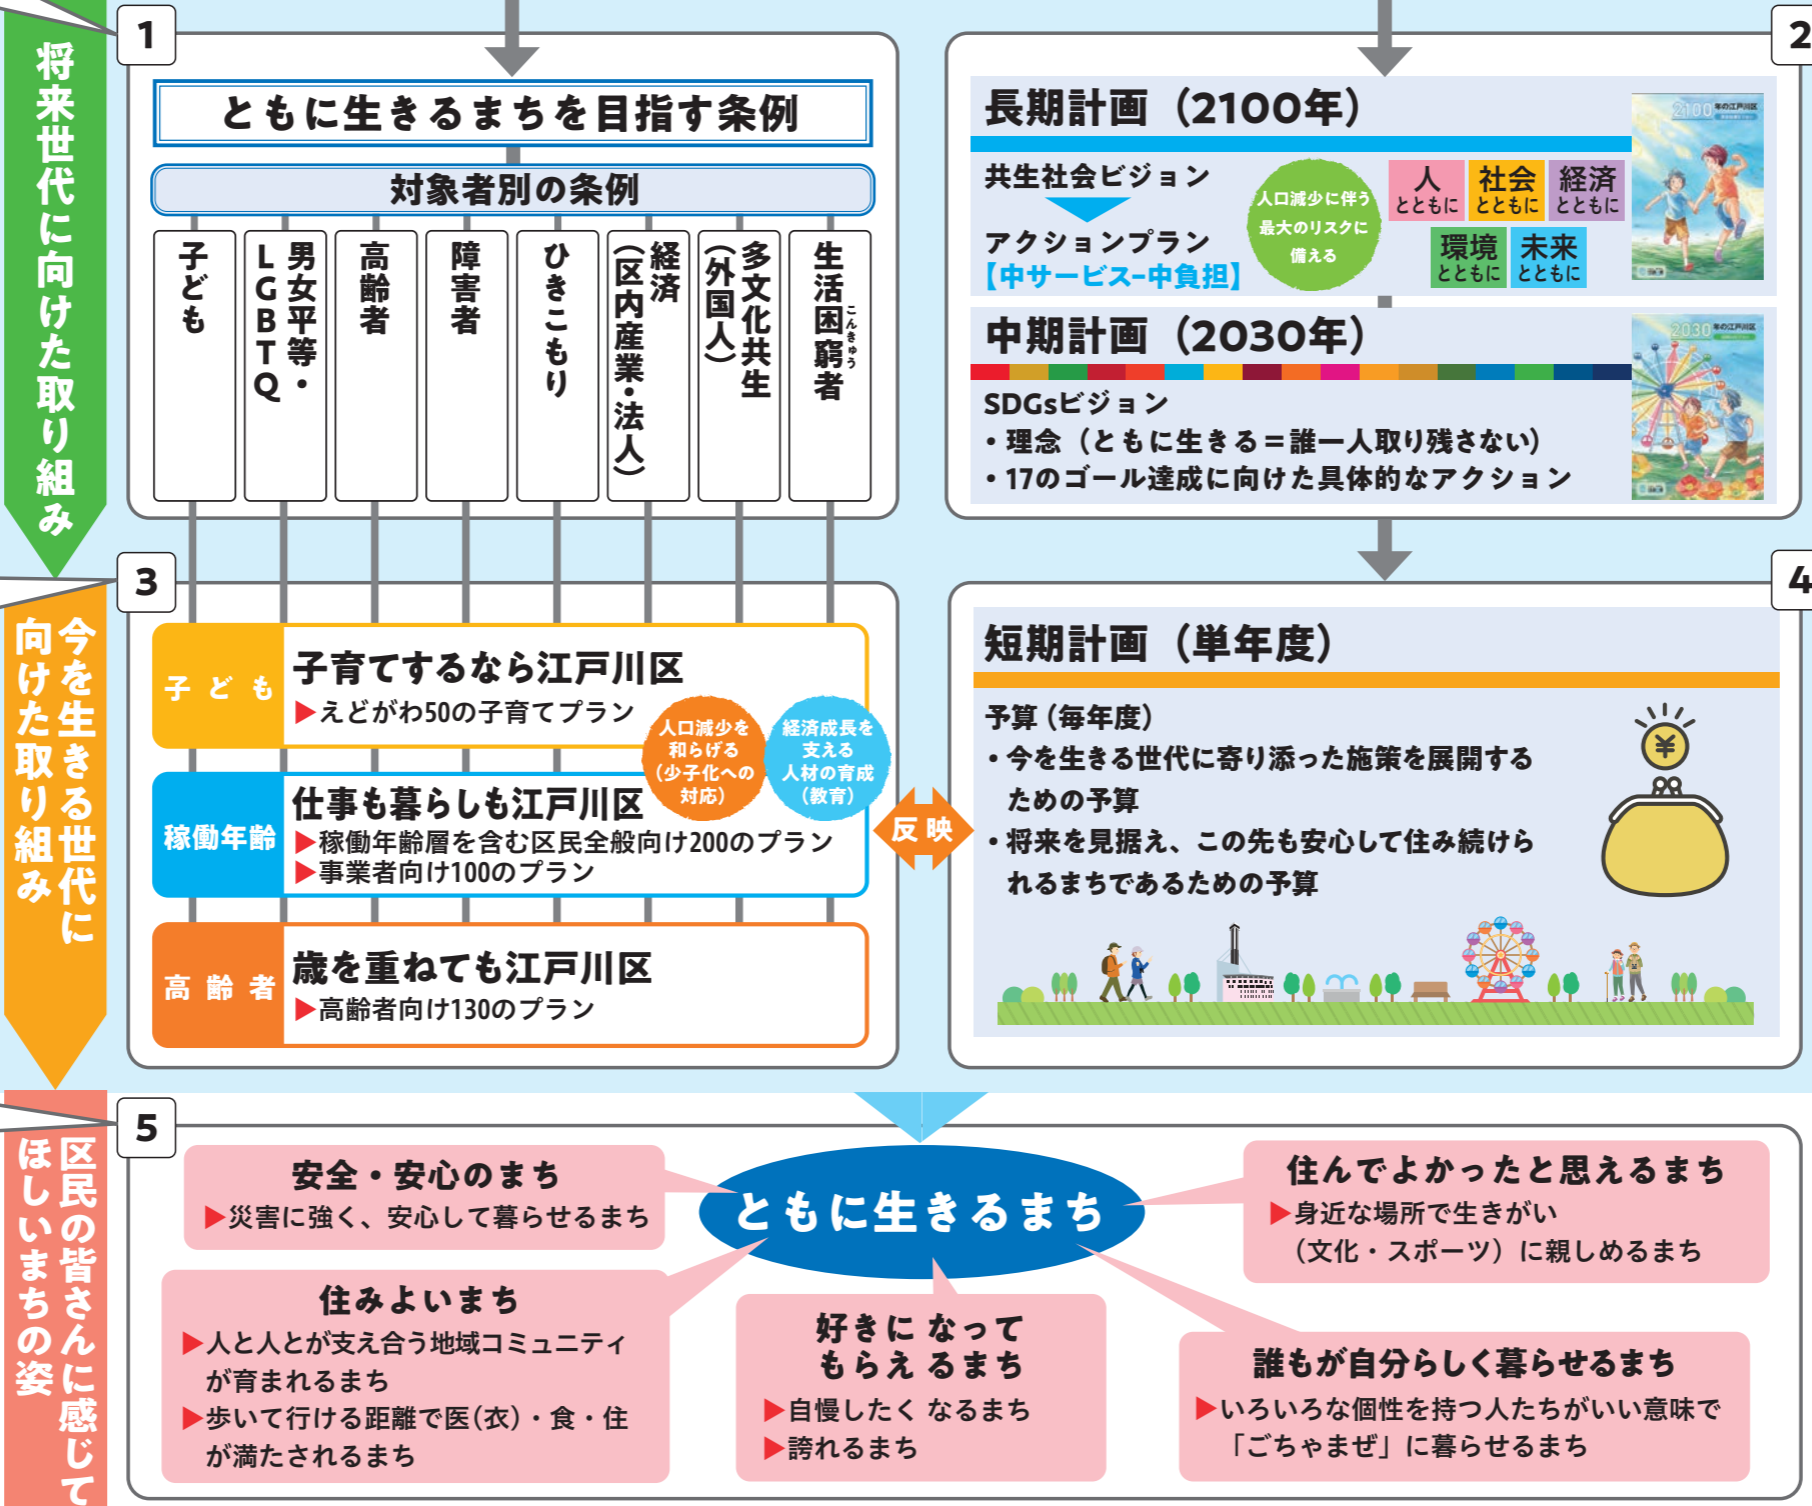 将来世代に向けた取り組み
1
ともに生きるまちを目指す条例
対象者別の条例
子ども
男女平等・
LGBTQ
高齢者
障害者
ひきこもり
経済
（区内産業・法人）
多文化共生
（外国人）
生活困窮者
こんきゅう
2
長期計画（2100年）
共生社会ビジョン
アクションプラン
【中サービス−中負担】
人口減少に伴う
最大のリスクに
備える
人
とともに
社会
とともに
経済
とともに
環境
とともに
未来
とともに
2100年の江戸川区
中期計画（2030年）
SDGsビジョン
・理念（ともに生きる＝誰一人取り残さない）
・17のゴール達成に向けた具体的なアクション
2030年の江戸川区
今を生きる世代に
向けた取り組み
3
子ども
子育てするなら江戸川区
▶えどがわ50の子育てプラン
人口減少を
和らげる
（少子化への
対応）
経済成長を
支える
人材の育成
（教育）
稼働年齢
仕事も暮らしも江戸川区
▶稼働年齢層を含む区民全般向け200のプラン
▶事業者向け100のプラン
高齢者
歳を重ねても江戸川区
▶高齢者向け130のプラン
反映
4
短期計画（単年度）
予算（毎年度）
・今を生きる世代に寄り添った施策を展開する
ための予算
・将来を見据え、この先も安心して住み続けら
れるまちであるための予算
¥
区民の皆さんに感じて
ほしいまちの姿
5
ともに生きるまち
安全・安心のまち
▶災害に強く、安心して暮らせるまち
住んでよかったと思えるまち
▶身近な場所で生きがい
（文化・スポーツ）に親しめるまち
住みよいまち
▶人と人とが支え合う地域コミュニティ
が育まれるまち
▶歩いて行ける距離で医(衣)・食・住
が満たされるまち
好きに なって
もらえ るまち
▶自慢したく なるまち
▶誇れるまち
誰もが自分らしく暮らせるまち
▶いろいろな個性を持つ人たちがいい意味で
「ごちゃまぜ」に暮らせるまち